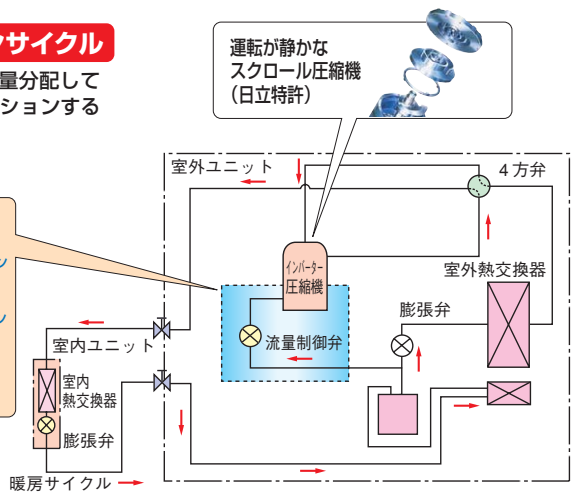 ンサイクル
量分配して
ションする
運転が静かな
スクロール圧縮機
（日立特許）
室外ユニット
4方弁
ン
ン
インバーター
圧縮機
室外熱交換器
膨張弁
流量制御弁
室内ユニット
室内
熱交換器
膨張弁
暖房サイクル